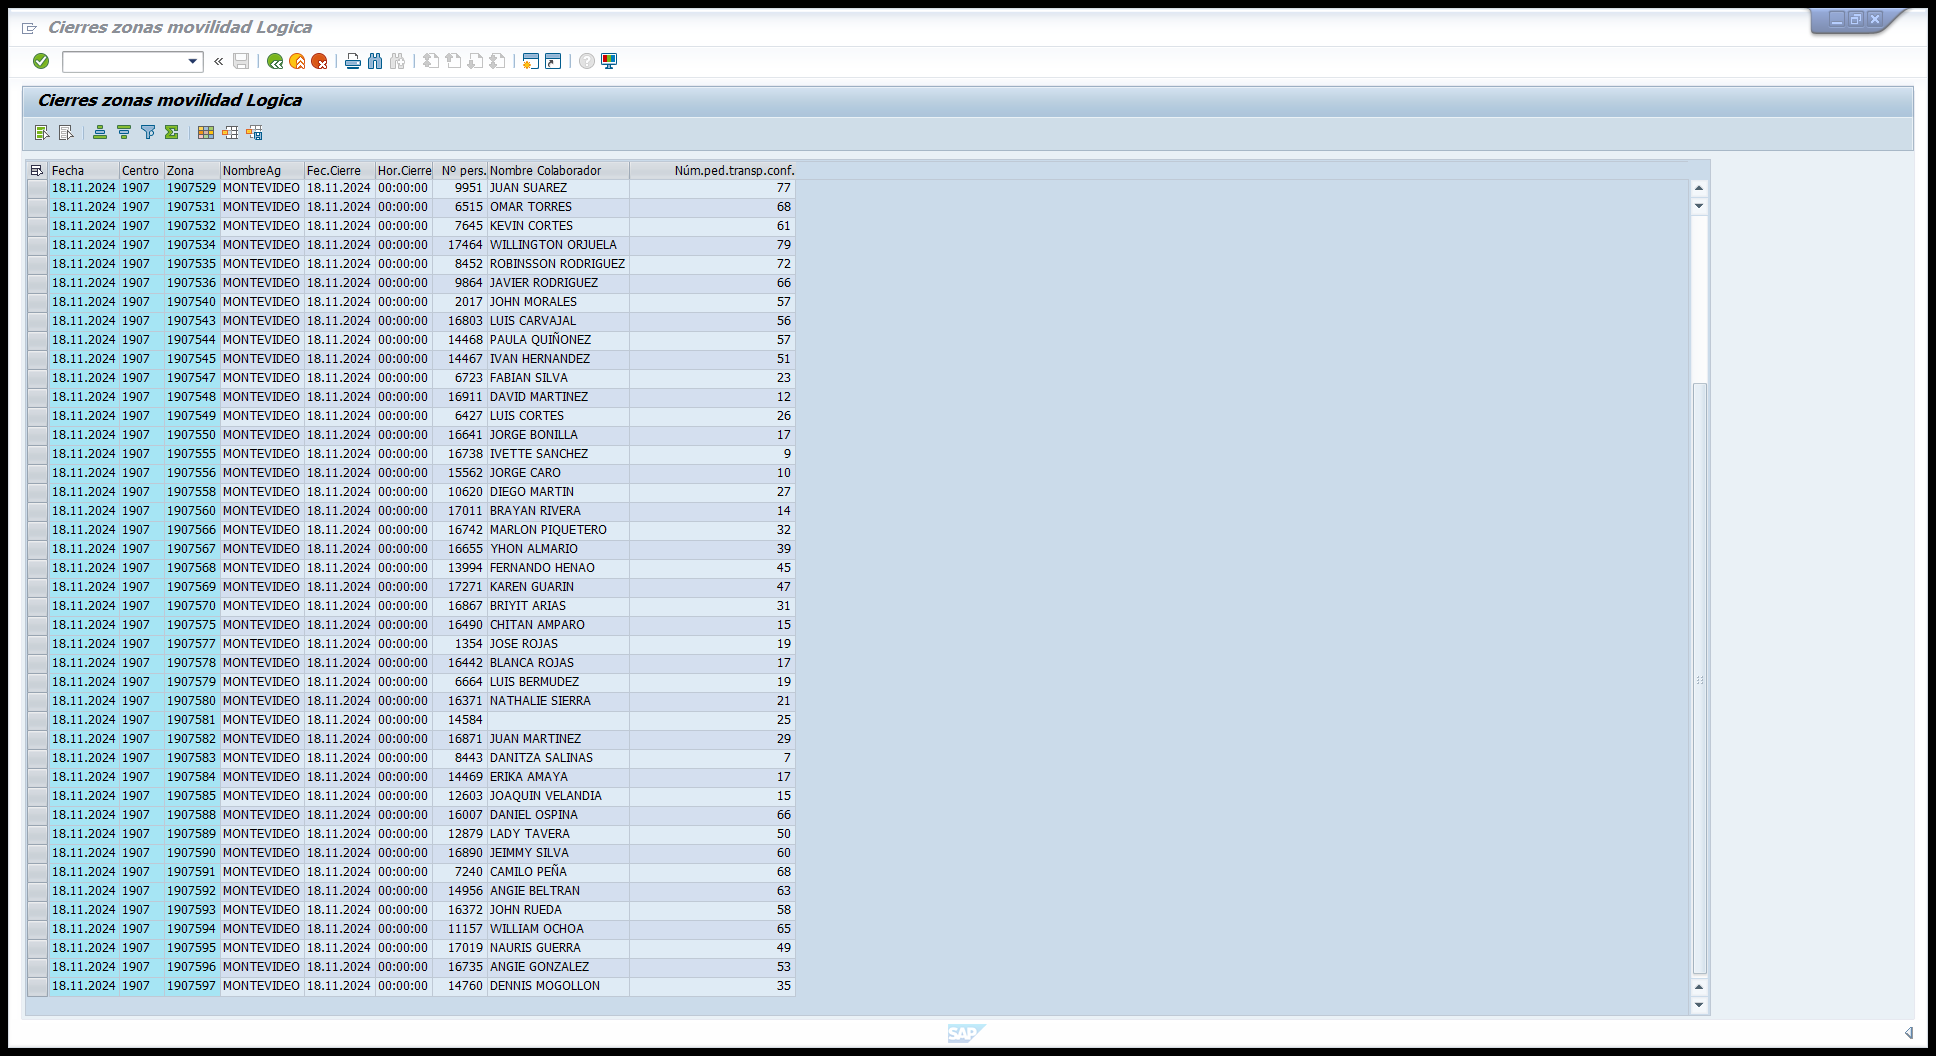 Cierres zonas movilidad Logica
Cierres zonas movilidad Logica
Fecha Centro Zona NombreAg Fec.Cierre Hor.Cierre Nº pers. Nombre Colaborador Núm.ped.transp.conf.
18.11.2024 1907 1907529 MONTEVIDEO 18.11.2024 00:00:00 9951 JUAN SUAREZ 77
18.11.2024 1907 1907531 MONTEVIDEO 18.11.2024 00:00:00 6515 OMAR TORRES 68
18.11.2024 1907 1907532 MONTEVIDEO 18.11.2024 00:00:00 7645 KEVIN CORTES 61
18.11.2024 1907 1907534 MONTEVIDEO 18.11.2024 00:00:00 17464 WILLINGTON ORJUELA 79
18.11.2024 1907 1907535 MONTEVIDEO 18.11.2024 00:00:00 8452 ROBINSSON RODRIGUEZ 72
18.11.2024 1907 1907536 MONTEVIDEO 18.11.2024 00:00:00 9864 JAVIER RODRIGUEZ 66
18.11.2024 1907 1907540 MONTEVIDEO 18.11.2024 00:00:00 2017 JOHN MORALES 57
18.11.2024 1907 1907543 MONTEVIDEO 18.11.2024 00:00:00 16803 LUIS CARVAJAL 56
18.11.2024 1907 1907544 MONTEVIDEO 18.11.2024 00:00:00 14468 PAULA QUIÑONEZ 57
18.11.2024 1907 1907545 MONTEVIDEO 18.11.2024 00:00:00 14467 IVAN HERNANDEZ 51
18.11.2024 1907 1907547 MONTEVIDEO 18.11.2024 00:00:00 6723 FABIAN SILVA 23
18.11.2024 1907 1907548 MONTEVIDEO 18.11.2024 00:00:00 16911 DAVID MARTINEZ 12
18.11.2024 1907 1907549 MONTEVIDEO 18.11.2024 00:00:00 6427 LUIS CORTES 26
18.11.2024 1907 1907550 MONTEVIDEO 18.11.2024 00:00:00 16641 JORGE BONILLA 17
18.11.2024 1907 1907555 MONTEVIDEO 18.11.2024 00:00:00 16738 IVETTE SANCHEZ 9
18.11.2024 1907 1907556 MONTEVIDEO 18.11.2024 00:00:00 15562 JORGE CARO 10
18.11.2024 1907 1907558 MONTEVIDEO 18.11.2024 00:00:00 10620 DIEGO MARTIN 27
18.11.2024 1907 1907560 MONTEVIDEO 18.11.2024 00:00:00 17011 BRAYAN RIVERA 14
18.11.2024 1907 1907566 MONTEVIDEO 18.11.2024 00:00:00 16742 MARLON PIQUETERO 32
18.11.2024 1907 1907567 MONTEVIDEO 18.11.2024 00:00:00 16655 YHON ALMARIO 39
18.11.2024 1907 1907568 MONTEVIDEO 18.11.2024 00:00:00 13994 FERNANDO HENAO 45
18.11.2024 1907 1907569 MONTEVIDEO 18.11.2024 00:00:00 17271 KAREN GUARIN 47
18.11.2024 1907 1907570 MONTEVIDEO 18.11.2024 00:00:00 16867 BRIYIT ARIAS 31
18.11.2024 1907 1907575 MONTEVIDEO 18.11.2024 00:00:00 16490 CHITAN AMPARO 15
18.11.2024 1907 1907577 MONTEVIDEO 18.11.2024 00:00:00 1354 JOSE ROJAS 19
18.11.2024 1907 1907578 MONTEVIDEO 18.11.2024 00:00:00 16442 BLANCA ROJAS 17
18.11.2024 1907 1907579 MONTEVIDEO 18.11.2024 00:00:00 6664 LUIS BERMUDEZ 19
18.11.2024 1907 1907580 MONTEVIDEO 18.11.2024 00:00:00 16371 NATHALIE SIERRA 21
18.11.2024 1907 1907581 MONTEVIDEO 18.11.2024 00:00:00 14584 25
18.11.2024 1907 1907582 MONTEVIDEO 18.11.2024 00:00:00 16871 JUAN MARTINEZ 29
18.11.2024 1907 1907583 MONTEVIDEO 18.11.2024 00:00:00 8443 DANITZA SALINAS 7
18.11.2024 1907 1907584 MONTEVIDEO 18.11.2024 00:00:00 14469 ERIKA AMAYA 17
18.11.2024 1907 1907585 MONTEVIDEO 18.11.2024 00:00:00 12603 JOAQUIN VELANDIA 15
18.11.2024 1907 1907588 MONTEVIDEO 18.11.2024 00:00:00 16007 DANIEL OSPINA 66
18.11.2024 1907 1907589 MONTEVIDEO 18.11.2024 00:00:00 12879 LADY TAVERA 50
18.11.2024 1907 1907590 MONTEVIDEO 18.11.2024 00:00:00 16890 JEIMMY SILVA 60
18.11.2024 1907 1907591 MONTEVIDEO 18.11.2024 00:00:00 7240 CAMILO PEÑA 68
18.11.2024 1907 1907592 MONTEVIDEO 18.11.2024 00:00:00 14956 ANGIE BELTRAN 63
18.11.2024 1907 1907593 MONTEVIDEO 18.11.2024 00:00:00 16372 JOHN RUEDA 58
18.11.2024 1907 1907594 MONTEVIDEO 18.11.2024 00:00:00 11157 WILLIAM OCHOA 65
18.11.2024 1907 1907595 MONTEVIDEO 18.11.2024 00:00:00 17019 NAURIS GUERRA 49
18.11.2024 1907 1907596 MONTEVIDEO 18.11.2024 00:00:00 16735 ANGIE GONZALEZ 53
18.11.2024 1907 1907597 MONTEVIDEO 18.11.2024 00:00:00 14760 DENNIS MOGOLLON 35
SAP